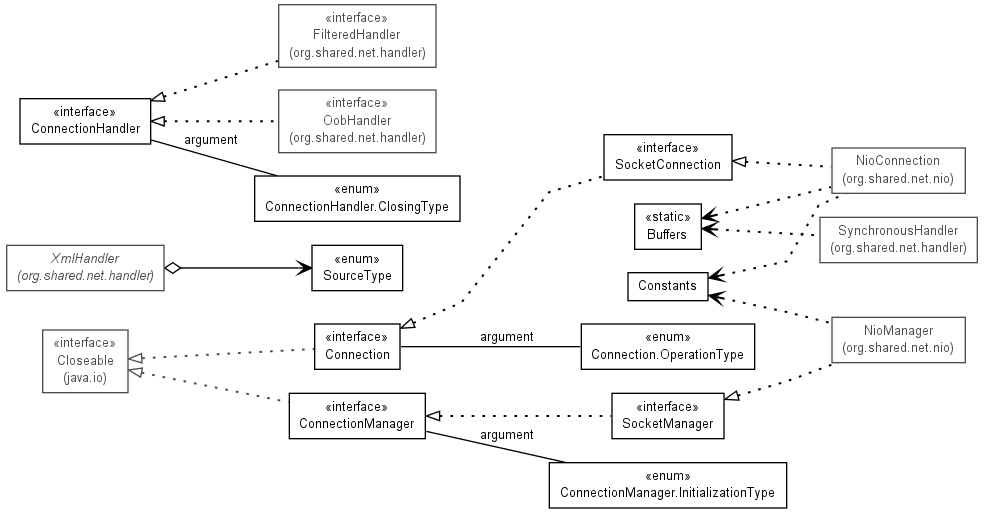 «interface»
FilteredHandler
(org.shared.net.handler)
«interface»
ConnectionHandler
«interface»
OobHandler
(org.shared.net.handler)
argument
«enum»
ConnectionHandler.ClosingType
«interface»
SocketConnection
NioConnection
(org.shared.net.nio)
«static»
Buffers
SynchronousHandler
(org.shared.net.handler)
XmlHandler
(org.shared.net.handler)
«enum»
SourceType
Constants
«interface»
Closeable
(java.io)
«interface»
Connection
argument
«enum»
Connection.OperationType
NioManager
(org.shared.net.nio)
«interface»
ConnectionManager
«interface»
SocketManager
argument
«enum»
ConnectionManager.InitializationType